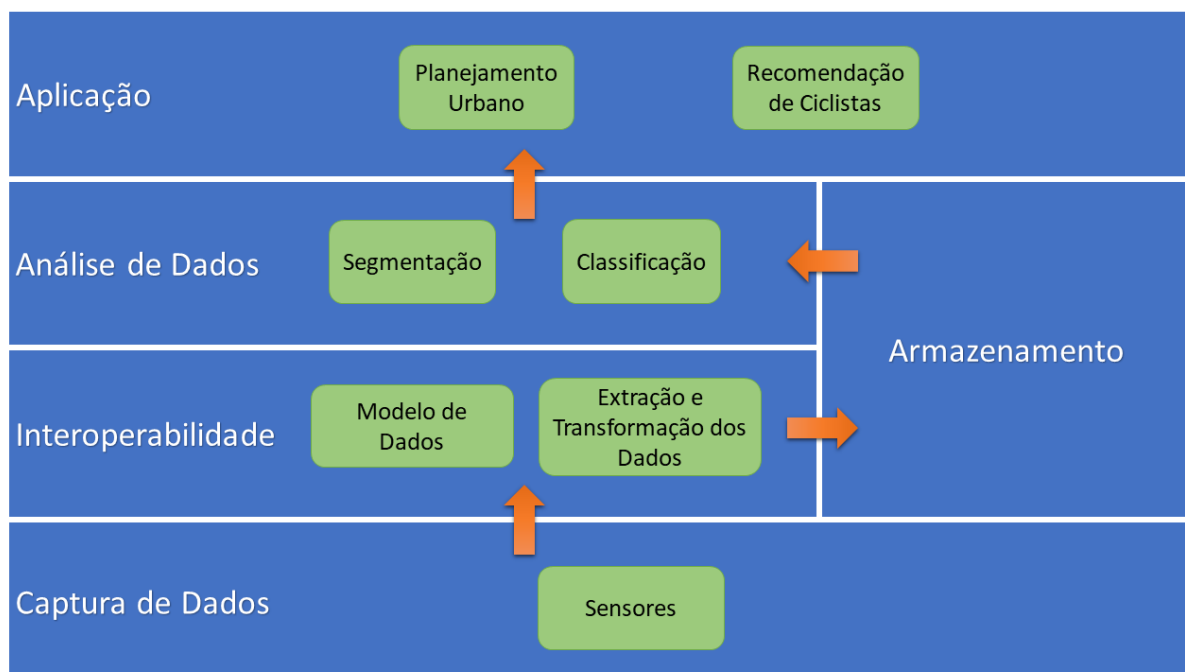 Aplicação
Planejamento
Urbano
Recomendação
de Ciclistas
Análise de Dados
Segmentação
Classificação
Armazenamento
Interoperabilidade
Modelo de
Dados
Extração e
Transformação dos
Dados
Captura de Dados
Sensores